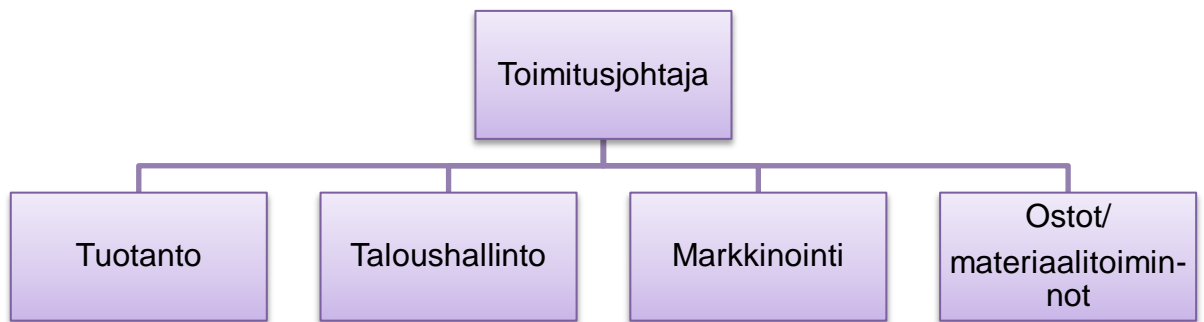 Toimitusjohtaja
Tuotanto
Taloushallinto
Markkinointi
Ostot/
materiaalitoimin-
not